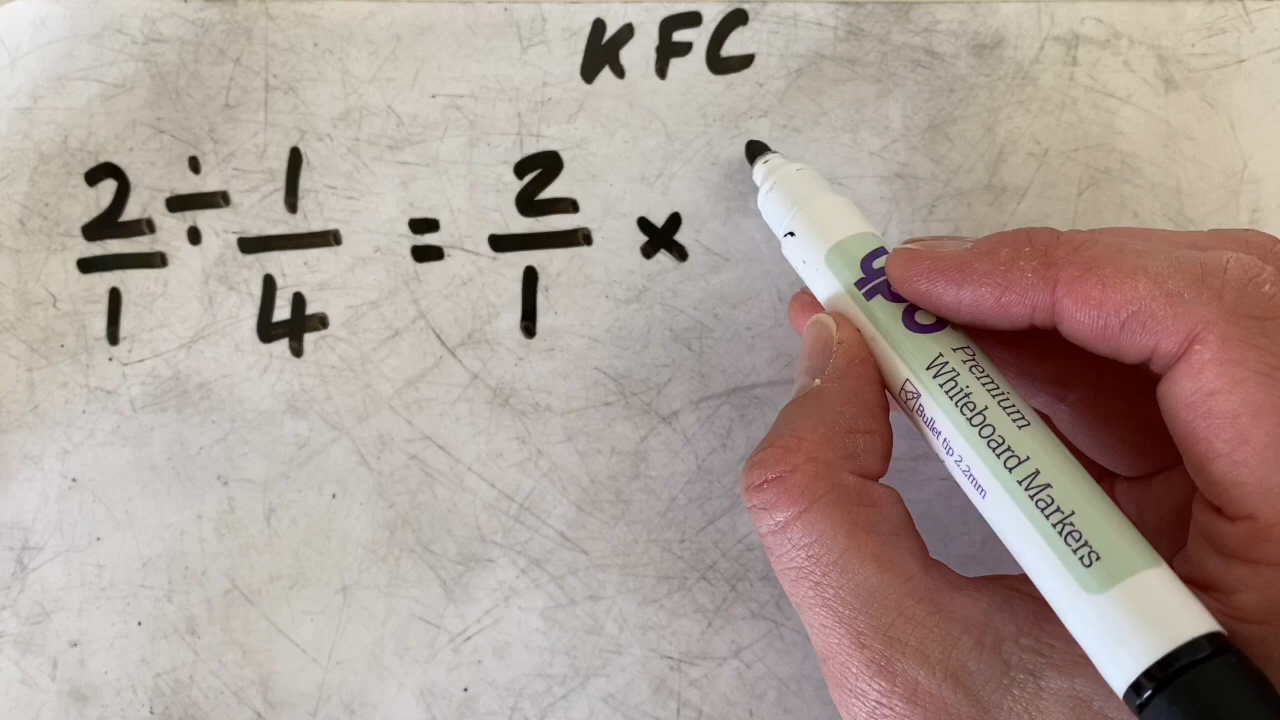 KFC
2/1 ÷ 1/4 = 2/1 ×
Premium
Whiteboard Markers
Bullet tip 2.2mm